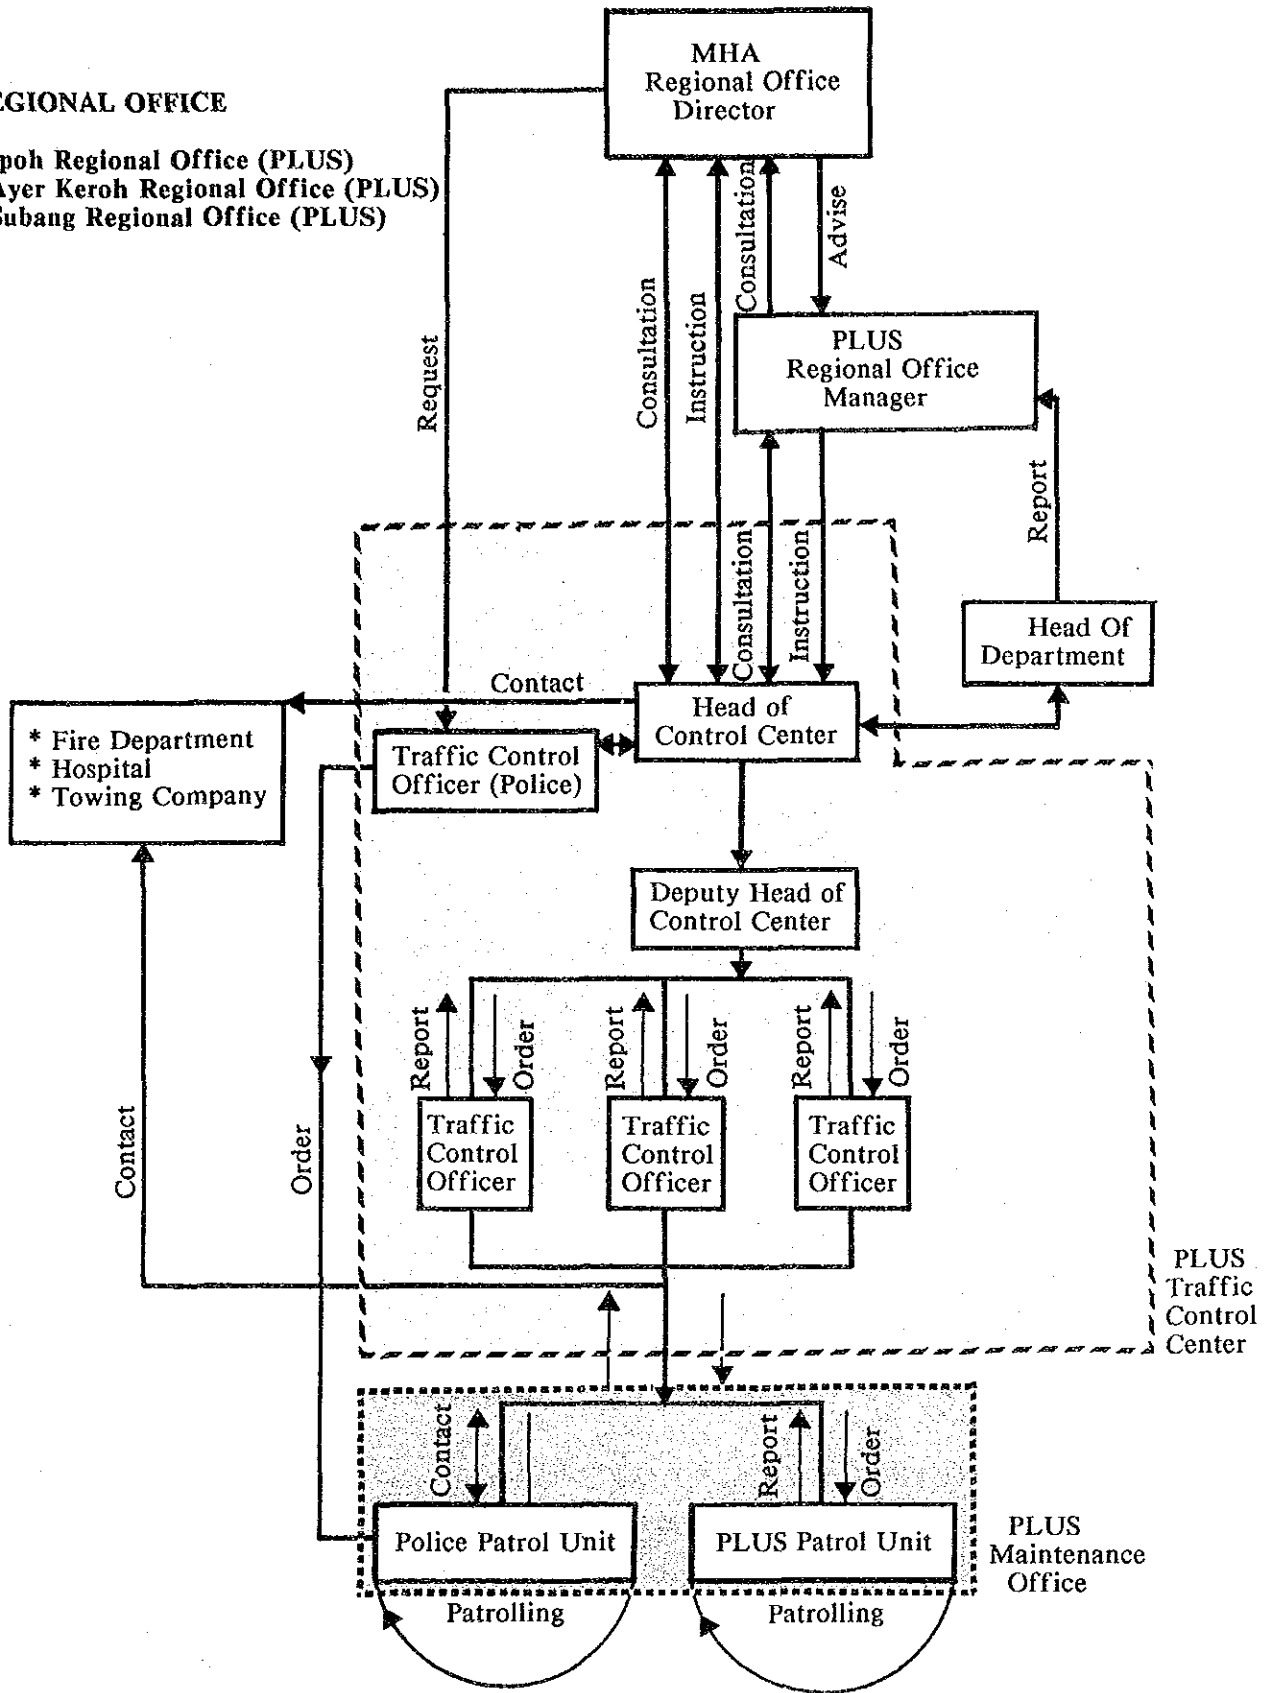 MHA
Regional Office
Director
EGIONAL OFFICE
poh Regional Office (PLUS)
Ayer Keroh Regional Office (PLUS)
Subang Regional Office (PLUS)
Consultation
Advise
Consultation
Instruction
Request
PLUS
Regional Office
Manager
Report
Consultation
Instruction
Head Of
Department
Contact
Head of
Control Center
* Fire Department
* Hospital
* Towing Company
Traffic Control
Officer (Police)
Deputy Head of
Control Center
Report
Order
Report
Order
Report
Order
Traffic
Control
Officer
Traffic
Control
Officer
Traffic
Control
Officer
Contact
Order
PLUS
Traffic
Control
Center
Contact
Report
Order
Police Patrol Unit
PLUS Patrol Unit
PLUS
Maintenance
Office
Patrolling
Patrolling